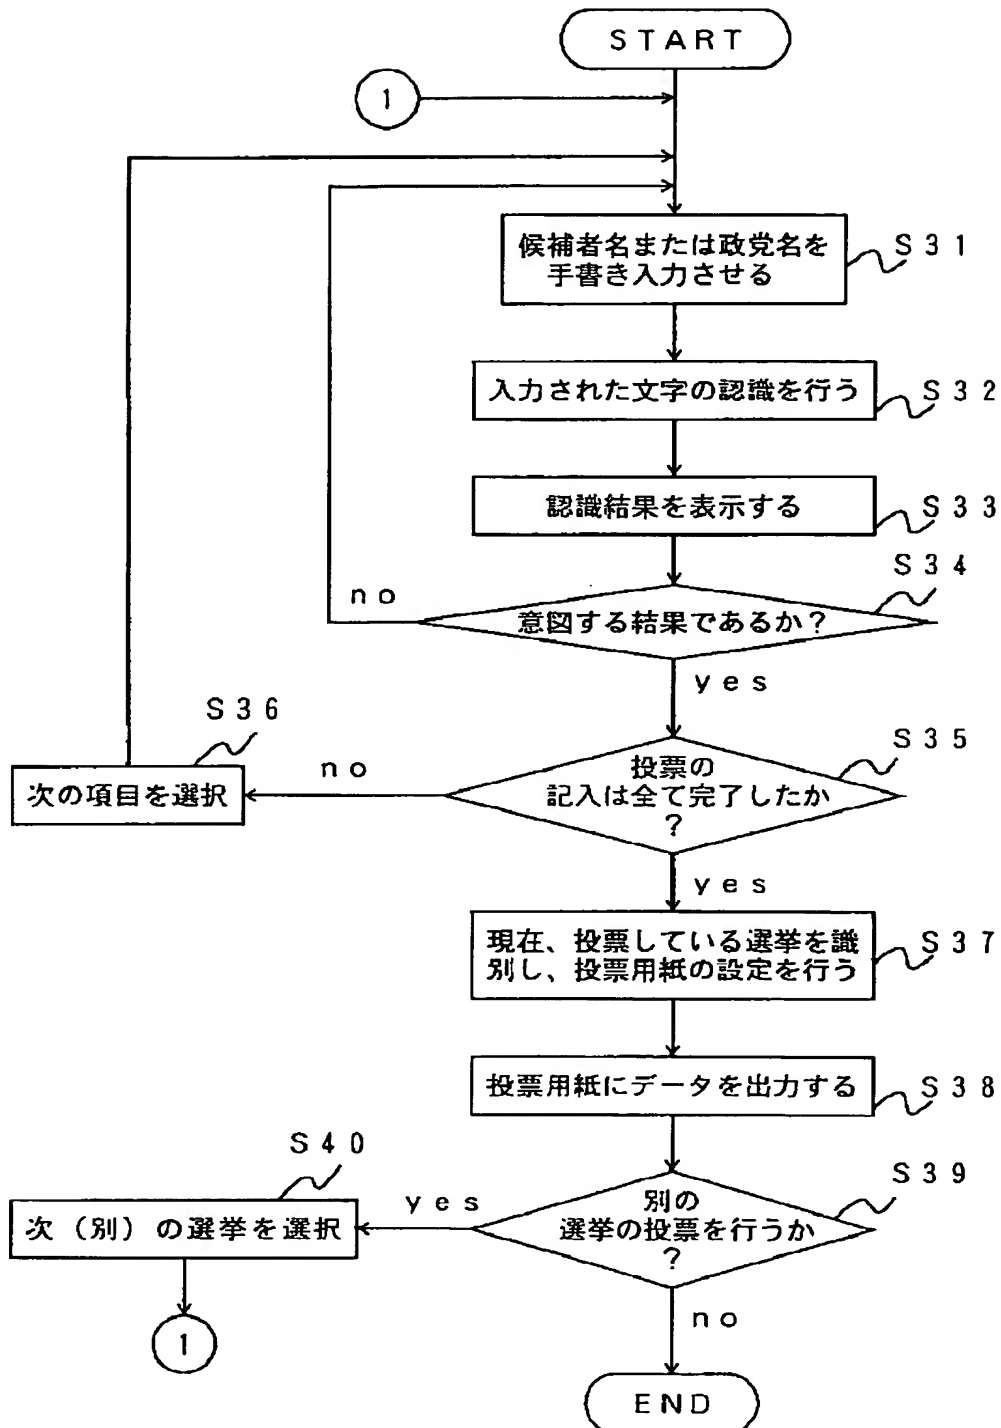 START
1
候補者名または政党名を
手書き入力させる
S31
入力された文字の認識を行う
S32
認識結果を表示する
S33
S34
no
意図する結果であるか？
yes
S36
S35
no
投票の
記入は全て完了したか
？
次の項目を選択
yes
現在、投票している選挙を識
別し、投票用紙の設定を行う
S37
投票用紙にデータを出力する
S38
S40
S39
yes
別の
選挙の投票を行うか
？
次（別）の選挙を選択
no
1
END